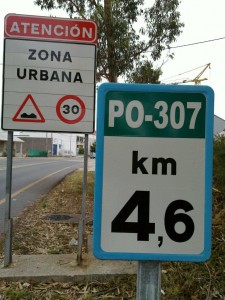 ATENCIÓN
ZONA
URBANA
30
PO-307
km
4,6